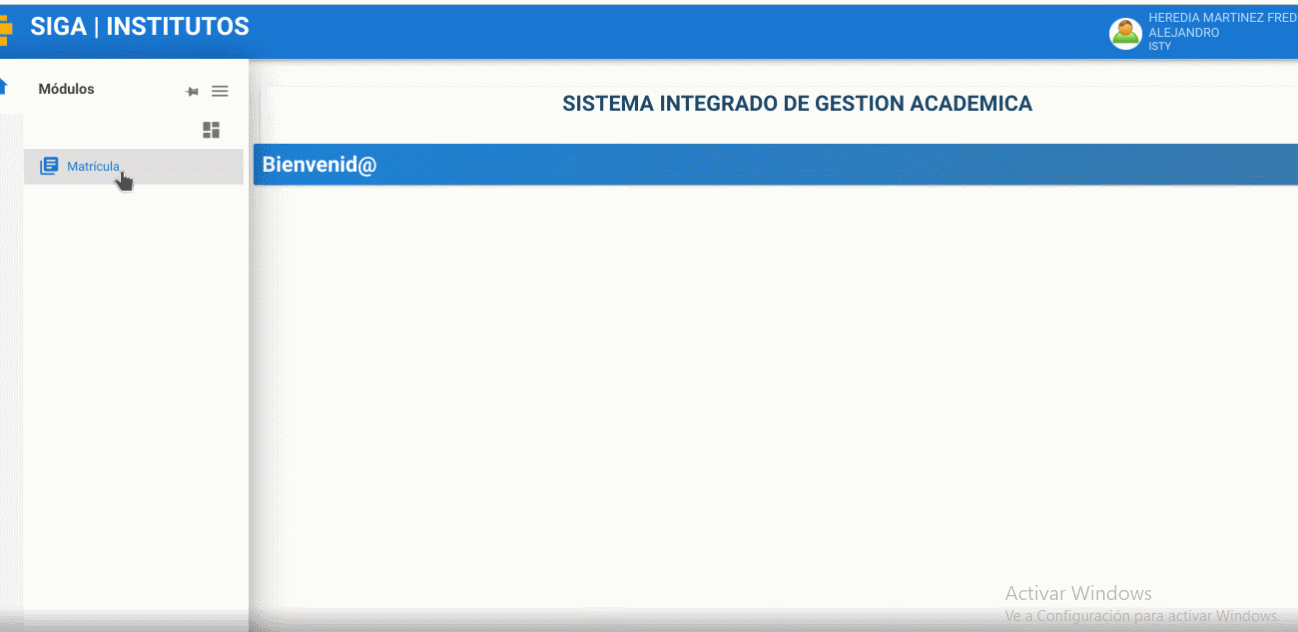 SIGA | INSTITUTOS
HEREDIA MARTINEZ FRED
ALEJANDRO
ISTY
Módulos
SISTEMA INTEGRADO DE GESTION ACADEMICA
Matrícula
Bienvenid@
Activar Windows
Ve a Configuración para activar Windows.